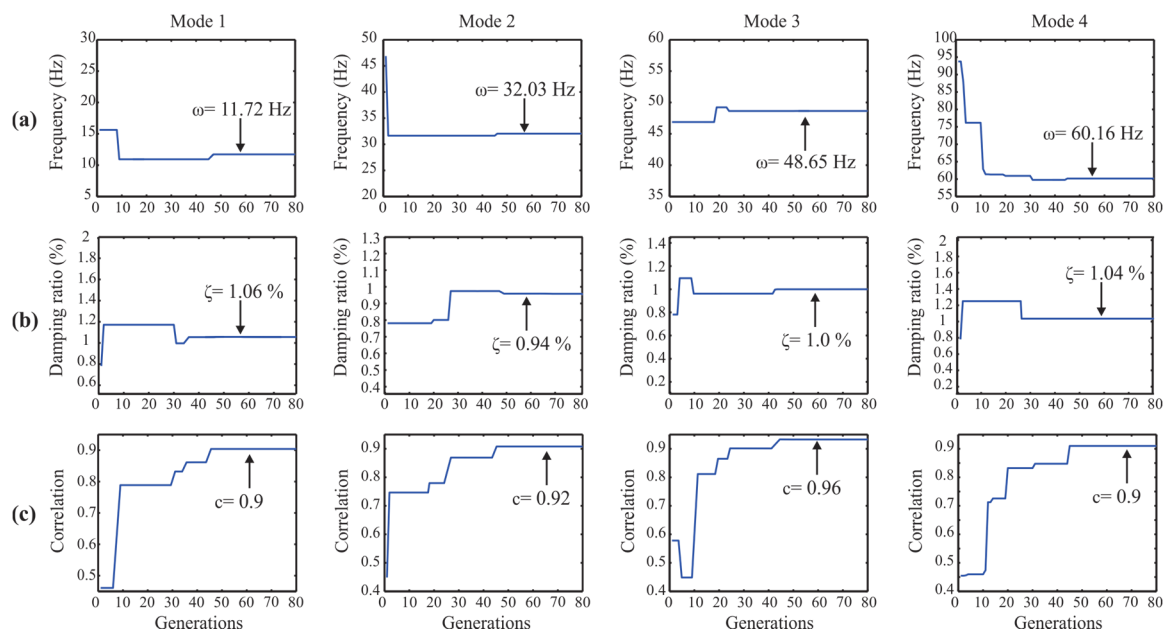 Mode 1
Mode 2
Mode 3
Mode 4
(a)
Frequency (Hz)
30
25
20
15
10
5
ω= 11.72 Hz
0 10 20 30 40 50 60 70 80
Frequency (Hz)
50
45
40
35
30
25
20
ω= 32.03 Hz
0 10 20 30 40 50 60 70 80
Frequency (Hz)
60
55
50
45
40
35
ω= 48.65 Hz
0 10 20 30 40 50 60 70 80
Frequency (Hz)
100
95
90
85
80
75
70
65
60
55
ω= 60.16 Hz
0 10 20 30 40 50 60 70 80
(b)
Damping ratio (%)
2
1.8
1.6
1.4
1.2
1
0.8
0.6
ζ= 1.06 %
0 10 20 30 40 50 60 70 80
Damping ratio (%)
1.3
1.2
1.1
1
0.9
0.8
0.7
0.6
0.5
0.4
ζ= 0.94 %
0 10 20 30 40 50 60 70 80
Damping ratio (%)
1.4
1.2
1
0.8
0.6
0.4
0.2
ζ= 1.0 %
0 10 20 30 40 50 60 70 80
Damping ratio (%)
2
1.8
1.6
1.4
1.2
1
0.8
0.6
0.4
0.2
ζ= 1.04 %
0 10 20 30 40 50 60 70 80
(c)
Correlation
0.9
0.8
0.7
0.6
0.5
c= 0.9
0 10 20 30 40 50 60 70 80
Generations
Correlation
0.9
0.8
0.7
0.6
0.5
0.4
c= 0.92
0 10 20 30 40 50 60 70 80
Generations
Correlation
0.9
0.8
0.7
0.6
0.5
0.4
c= 0.96
0 10 20 30 40 50 60 70 80
Generations
Correlation
0.9
0.8
0.7
0.6
0.5
0.4
c= 0.9
0 10 20 30 40 50 60 70 80
Generations